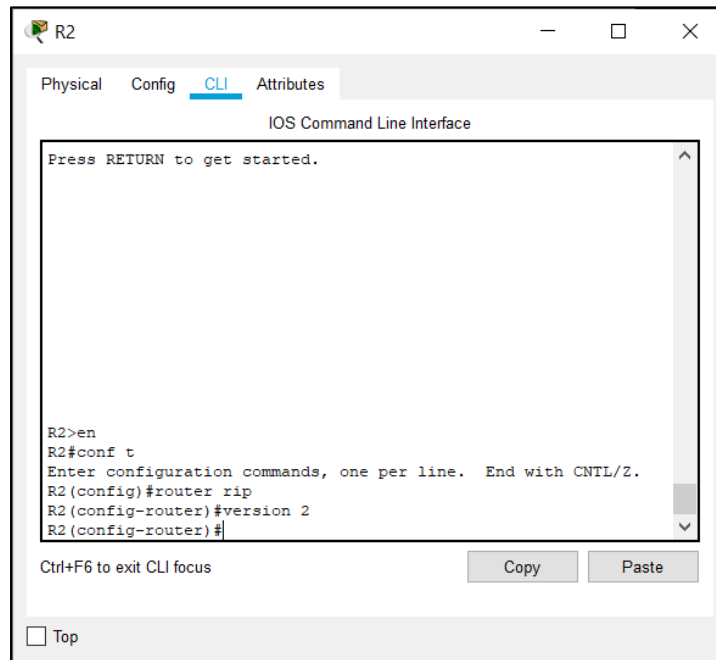 R2
Physical Config CLI Attributes
IOS Command Line Interface
Press RETURN to get started.
R2>en
R2#conf t
Enter configuration commands, one per line.  End with CNTL/Z.
R2(config)#router rip
R2(config-router)#version 2
R2(config-router)#
Ctrl+F6 to exit CLI focus Copy Paste
Top